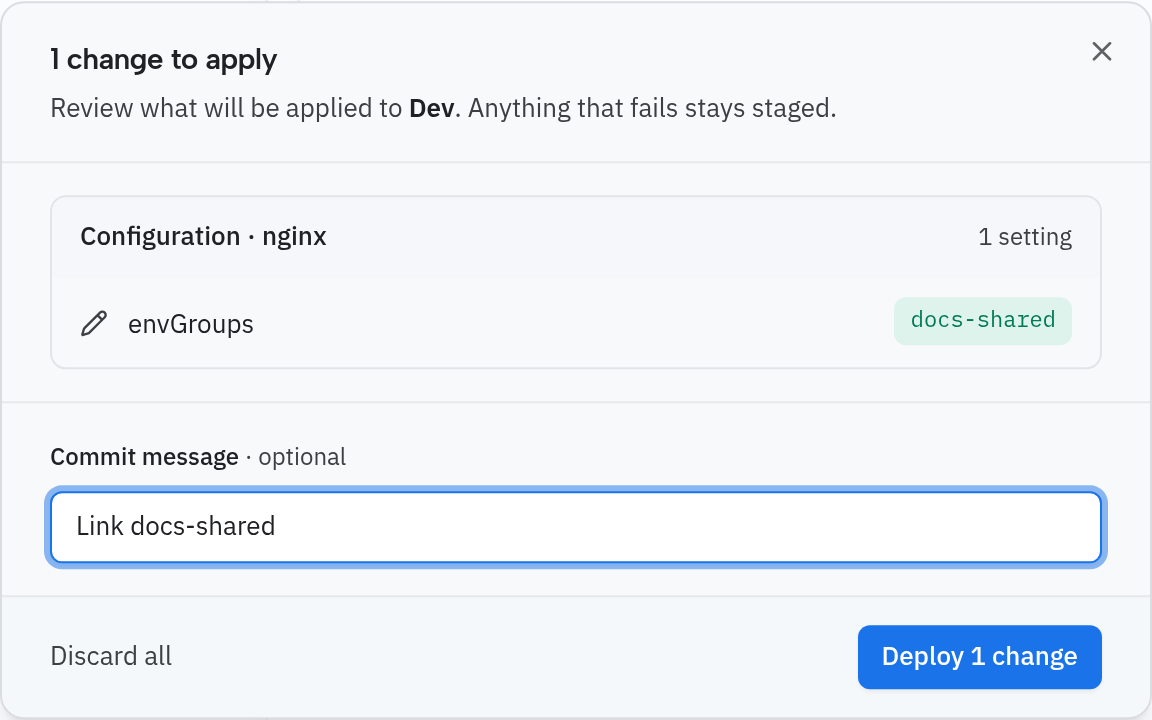 1 change to apply
Review what will be applied to Dev. Anything that fails stays staged.
Configuration · nginx
1 setting
envGroups
docs-shared
Commit message · optional
Link docs-shared
Discard all
Deploy 1 change